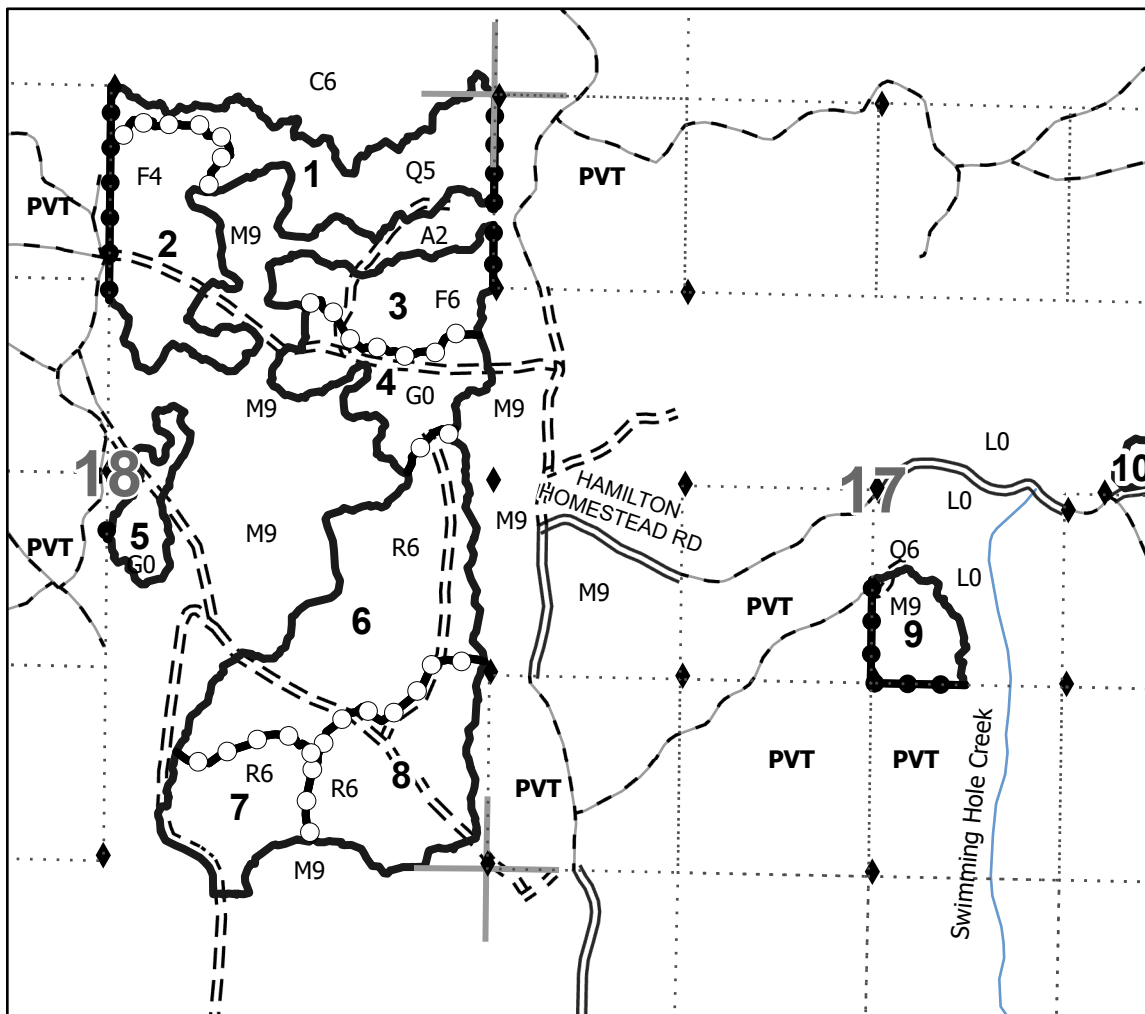 C6
1
Q5
F4
PVT
PVT
2
M9
A2
3
F6
4
G0
M9
M9
L0
18
17
L0
10
HAMILTON
HOMESTEAD RD
5
G0
PVT
M9
M9
R6
Q6
L0
M9
M9
PVT
6
9
Swimming Hole Creek
R6
R6
8
7
PVT
PVT
PVT
M9